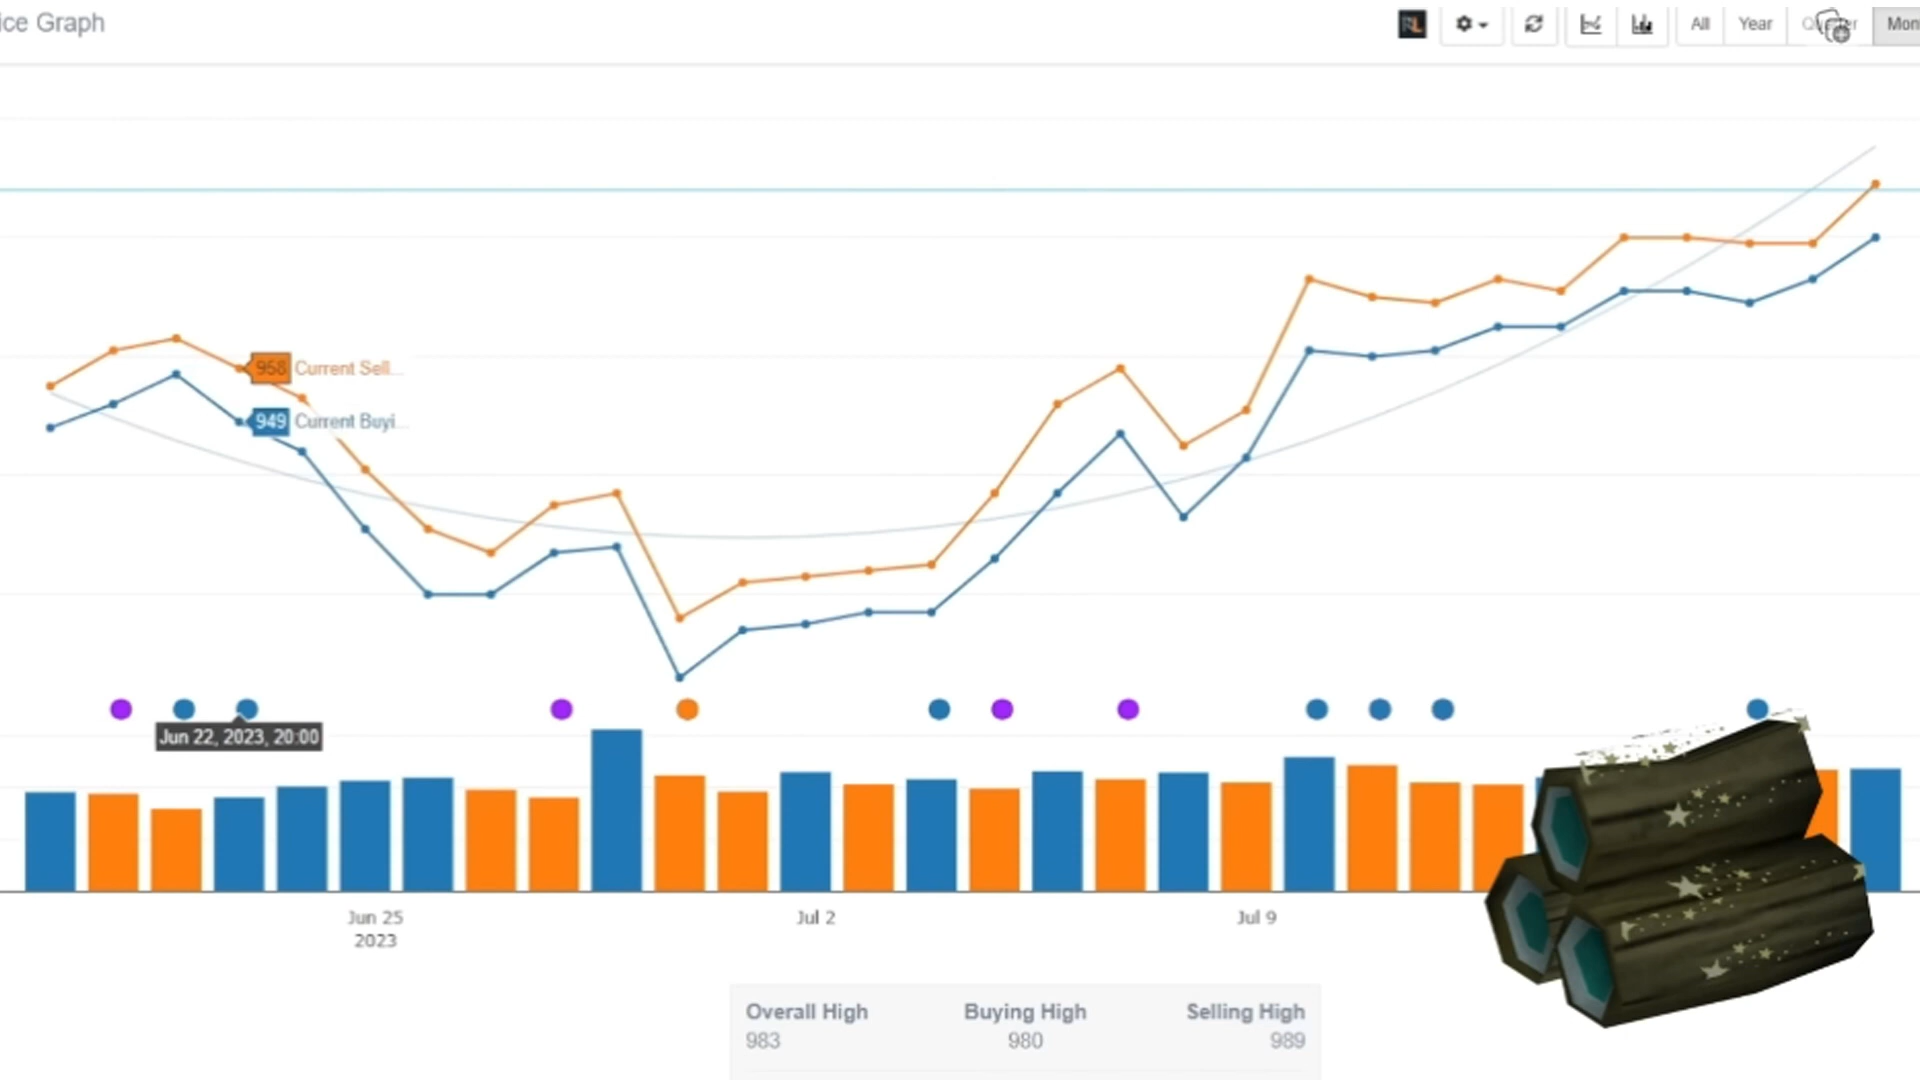 ice Graph
All Year Mon
958 Current Sell...
949 Current Buyi...
Jun 22, 2023, 20:00
Jun 25 Jul 2 Jul 9
2023
Overall High Buying High Selling High
983 980 989